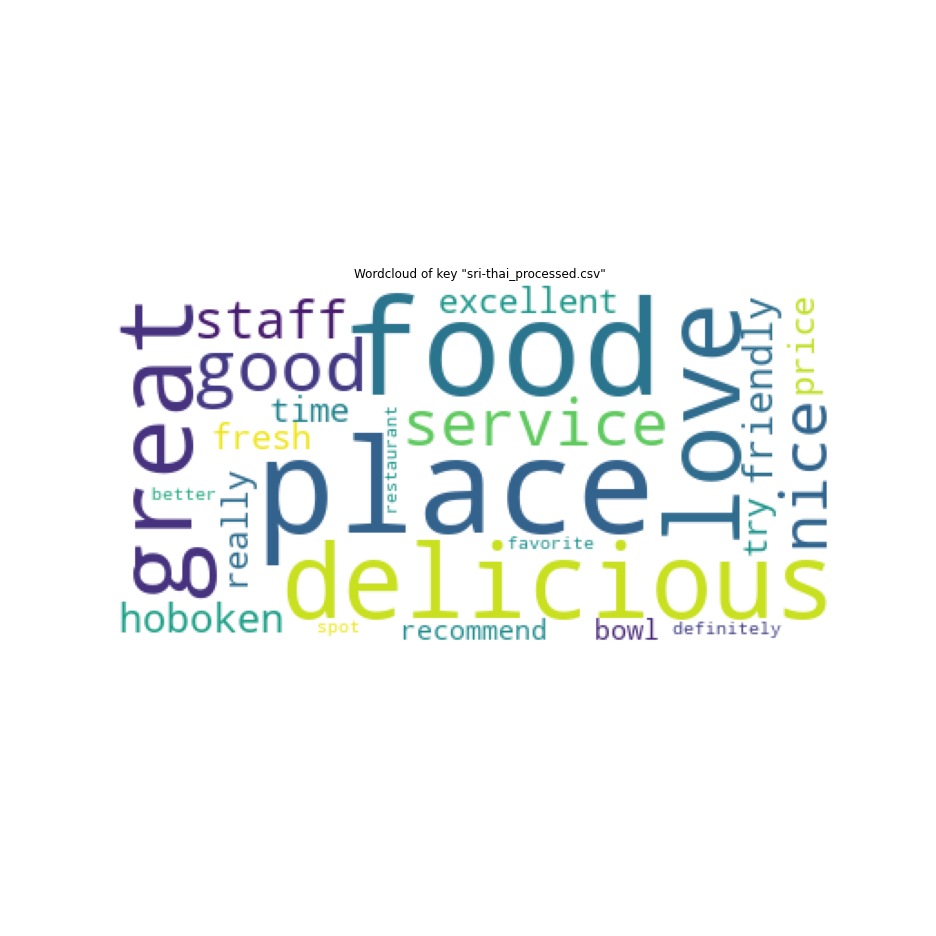 Wordcloud of key "sri-thai_processed.csv"
great
staff
good
food
excellent
love
friendly
price
time
fresh
service
restaurant
nice
better
really
place
try
favorite
delicious
hoboken
spot
recommend
bowl
definitely